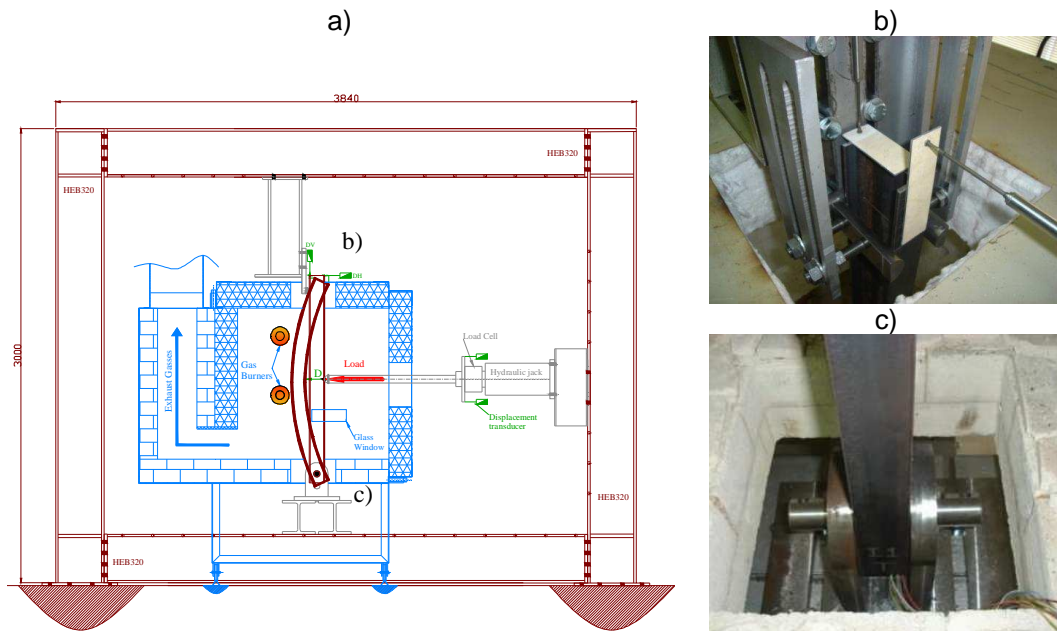 a)
b)
3840
HEB320
HEB320
HEB320
b)
DV
DH
3000
Exhaust Gasses
Gas
Burners
Load
D
Load Cell
Hydraulic jack
Displacement
transducer
Glass
Window
c)
HEB320
HEB320
c)